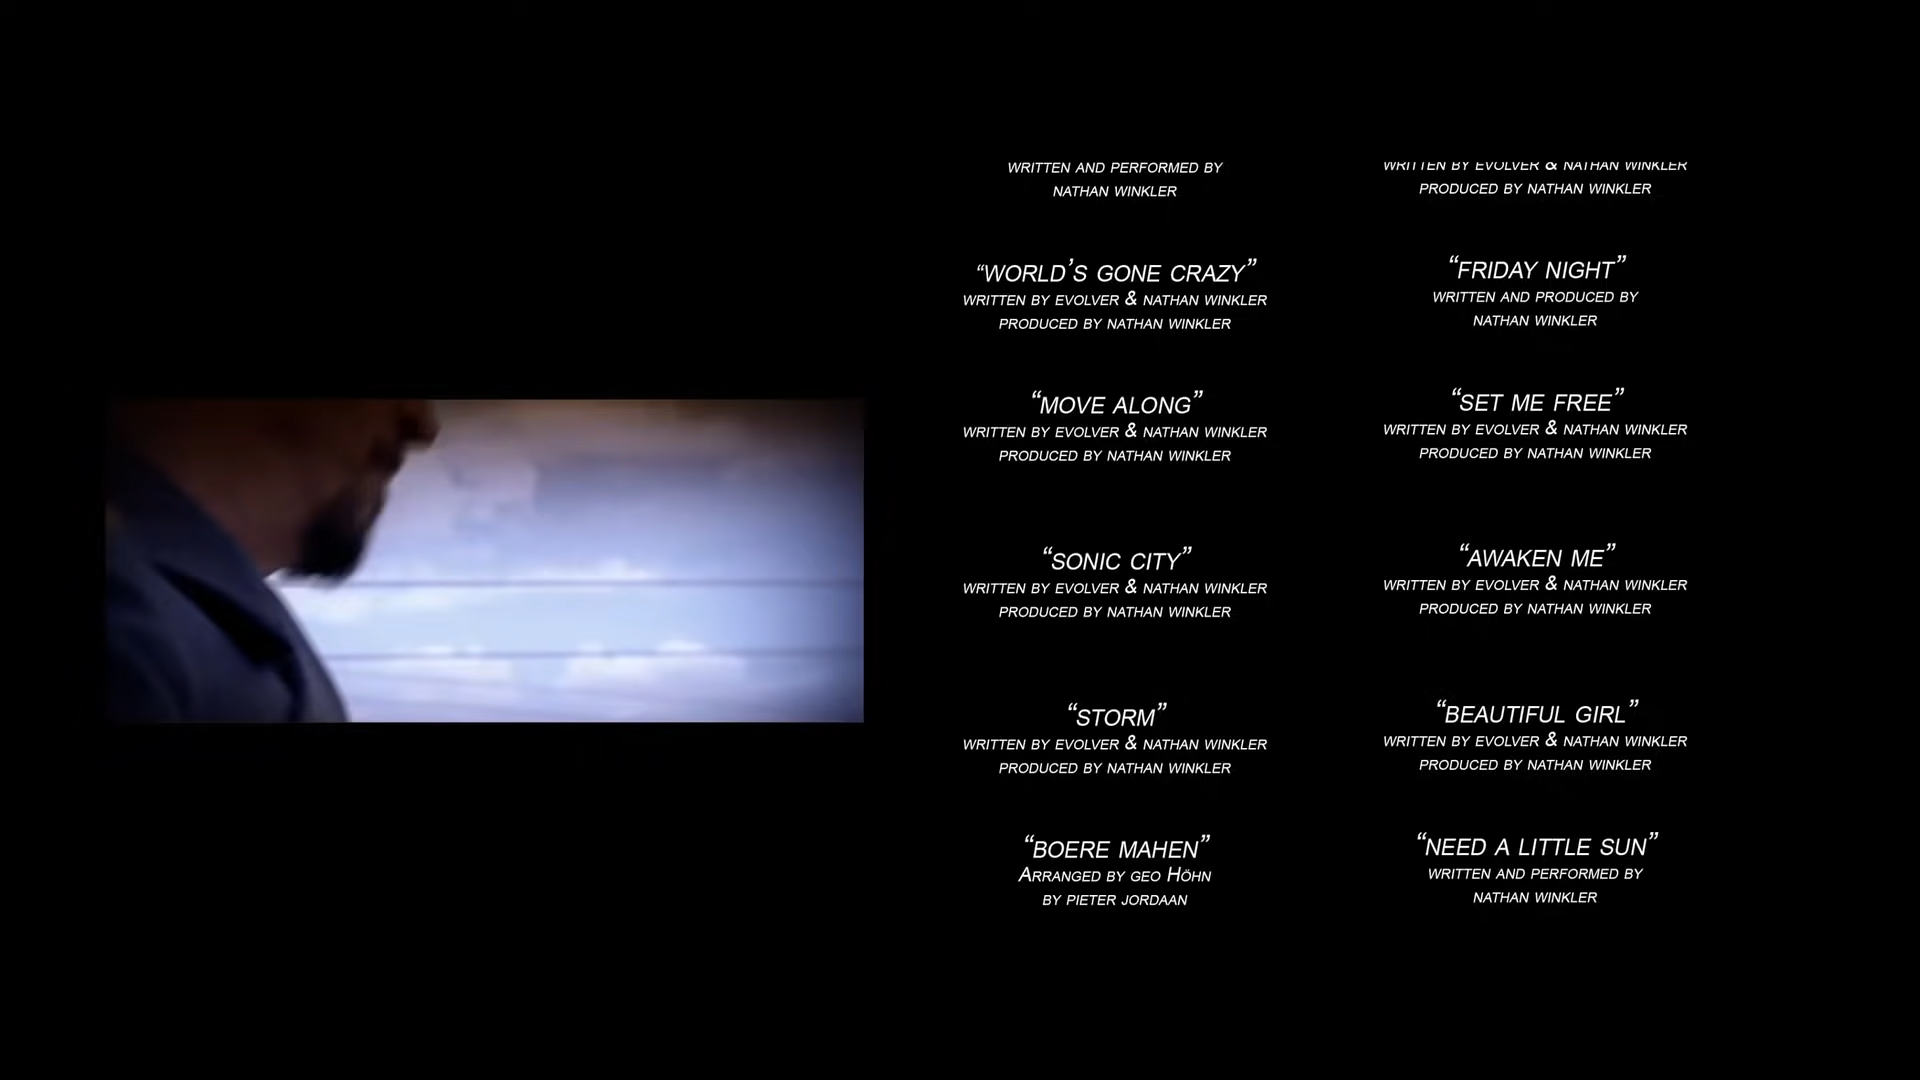 WRITTEN AND PERFORMED BY
NATHAN WINKLER
“WORLD’S GONE CRAZY”
WRITTEN BY EVOLVER & NATHAN WINKLER
PRODUCED BY NATHAN WINKLER
“MOVE ALONG”
WRITTEN BY EVOLVER & NATHAN WINKLER
PRODUCED BY NATHAN WINKLER
“SONIC CITY”
WRITTEN BY EVOLVER & NATHAN WINKLER
PRODUCED BY NATHAN WINKLER
“STORM”
WRITTEN BY EVOLVER & NATHAN WINKLER
PRODUCED BY NATHAN WINKLER
“BOERE MAHEN”
ARRANGED BY GEO HÖHN
BY PIETER JORDAAN
WRITTEN BY EVOLVER & NATHAN WINKLER
PRODUCED BY NATHAN WINKLER
“FRIDAY NIGHT”
WRITTEN AND PRODUCED BY
NATHAN WINKLER
“SET ME FREE”
WRITTEN BY EVOLVER & NATHAN WINKLER
PRODUCED BY NATHAN WINKLER
“AWAKEN ME”
WRITTEN BY EVOLVER & NATHAN WINKLER
PRODUCED BY NATHAN WINKLER
“BEAUTIFUL GIRL”
WRITTEN BY EVOLVER & NATHAN WINKLER
PRODUCED BY NATHAN WINKLER
“NEED A LITTLE SUN”
WRITTEN AND PERFORMED BY
NATHAN WINKLER